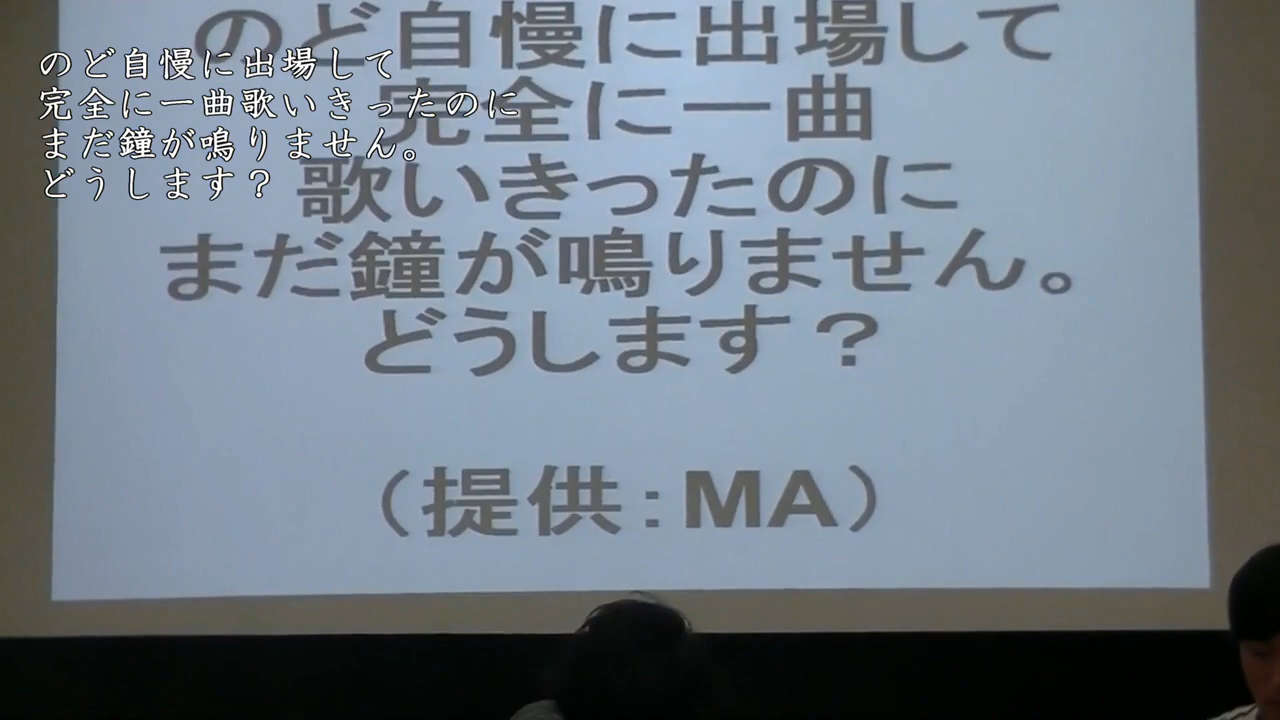 のど自慢に出場して
完全に一曲歌いきったのに
まだ鐘が鳴りません。
どうします？
のど自慢に出場して
完全に一曲
歌いきったのに
まだ鐘が鳴りません。
どうします？
（提供：MA）